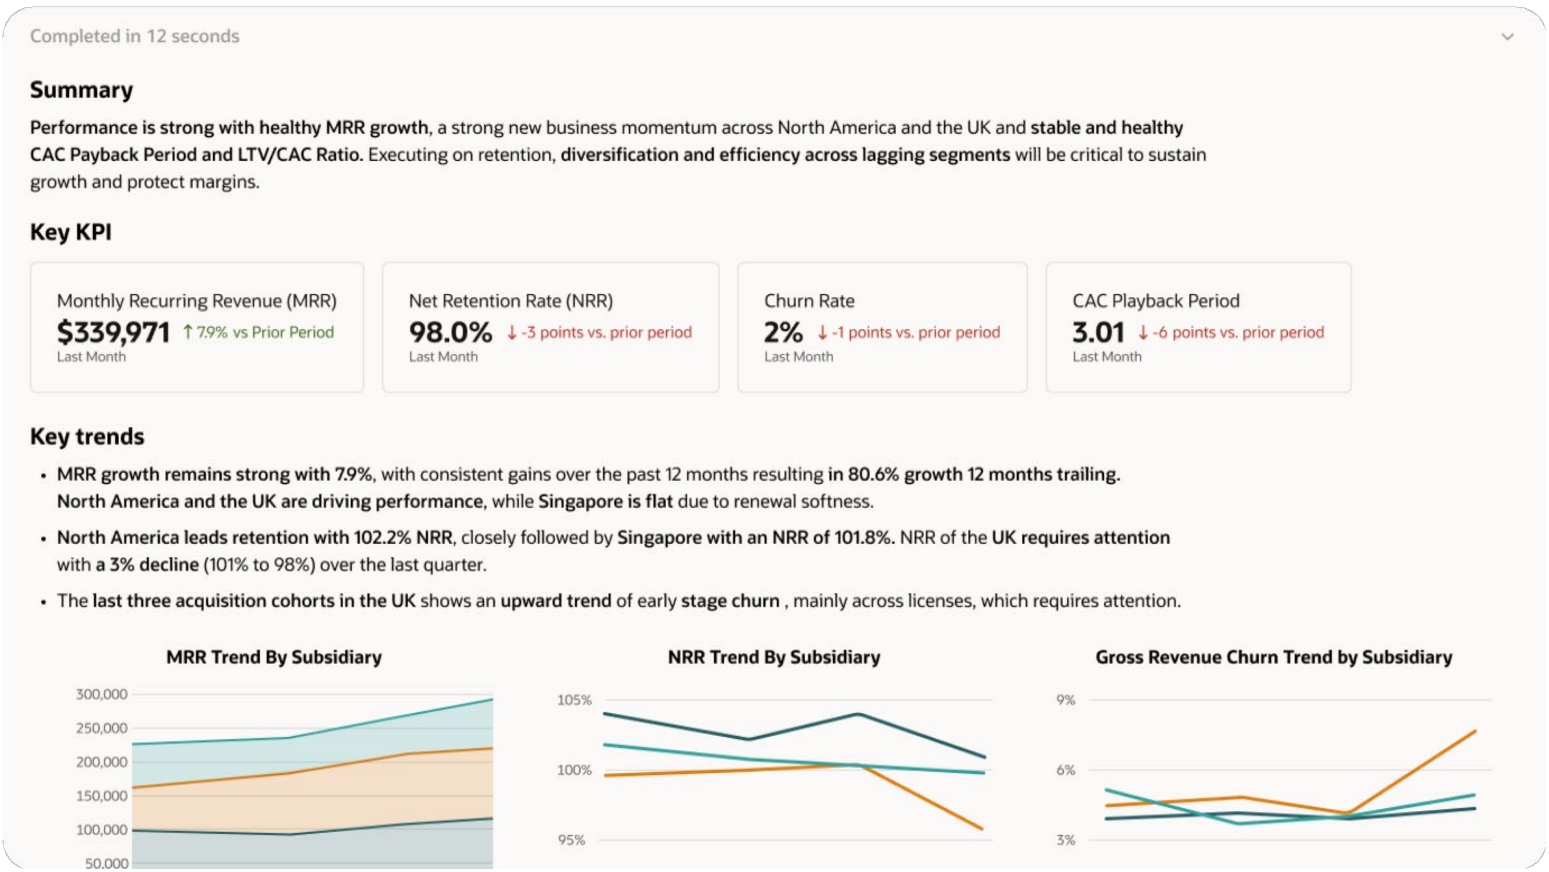 Completed in 12 seconds
Summary
Performance is strong with healthy MRR growth, a strong new business momentum across North America and the UK and stable and healthy
CAC Payback Period and LTV/CAC Ratio. Executing on retention, diversification and efficiency across lagging segments will be critical to sustain
growth and protect margins.
Key KPI
Monthly Recurring Revenue (MRR)
$339,971 ↑ 7.9% vs Prior Period
Last Month
Net Retention Rate (NRR)
98.0% ↓ -3 points vs. prior period
Last Month
Churn Rate
2% ↓ -1 points vs. prior period
Last Month
CAC Playback Period
3.01 ↓ -6 points vs. prior period
Last Month
Key trends
• MRR growth remains strong with 7.9%, with consistent gains over the past 12 months resulting in 80.6% growth 12 months trailing.
North America and the UK are driving performance, while Singapore is flat due to renewal softness.
• North America leads retention with 102.2% NRR, closely followed by Singapore with an NRR of 101.8%. NRR of the UK requires attention
with a 3% decline (101% to 98%) over the last quarter.
• The last three acquisition cohorts in the UK shows an upward trend of early stage churn , mainly across licenses, which requires attention.
MRR Trend By Subsidiary
300,000
250,000
200,000
150,000
100,000
50,000
NRR Trend By Subsidiary
105%
100%
95%
Gross Revenue Churn Trend by Subsidiary
9%
6%
3%